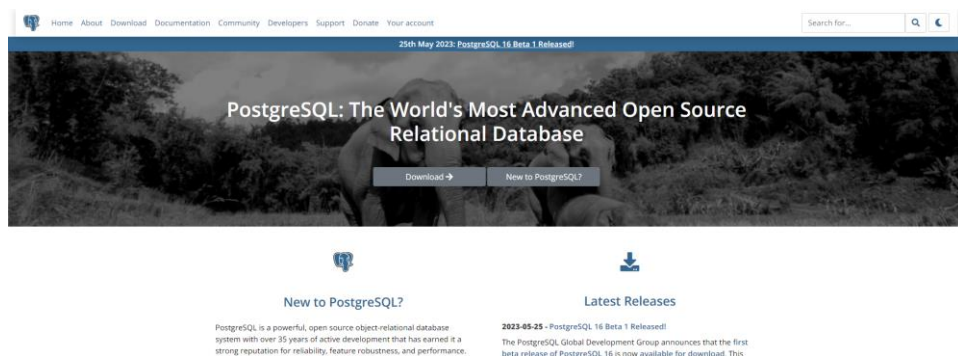 Home About Download Documentation Community Developers Support Donate Your account
Search for...
25th May 2023: PostgreSQL 16 Beta 1 Released!
PostgreSQL: The World's Most Advanced Open Source
Relational Database
Download →
New to PostgreSQL?
New to PostgreSQL?
PostgreSQL is a powerful, open source object-relational database
system with over 35 years of active development that has earned it a
strong reputation for reliability, feature robustness, and performance.
Latest Releases
2023-05-25 - PostgreSQL 16 Beta 1 Released!
The PostgreSQL Global Development Group announces that the first
beta release of PostgreSQL 16 is now available for download. This